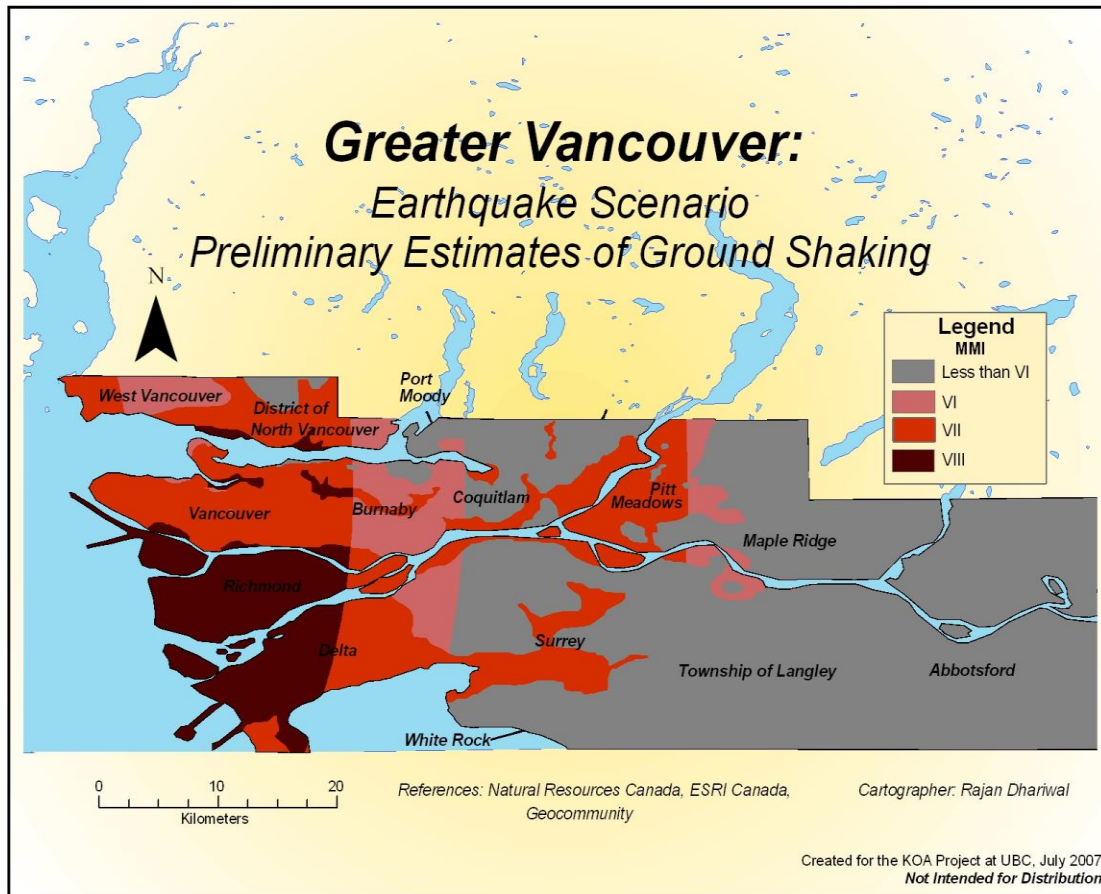 Greater Vancouver:
Earthquake Scenario
Preliminary Estimates of Ground Shaking
N
Legend
MMI
Less than VI
VI
VII
VIII
Port
Moody
West Vancouver
District of
North Vancouver
Vancouver
Burnaby
Coquitlam
Pitt
Meadows
Maple Ridge
Richmond
Delta
Surrey
Township of Langley
Abbotsford
White Rock
0 10 20
Kilometers
References: Natural Resources Canada, ESRI Canada,
Geocommunity
Cartographer: Rajan Dhariwal
Created for the KOA Project at UBC, July 2007
Not Intended for Distribution